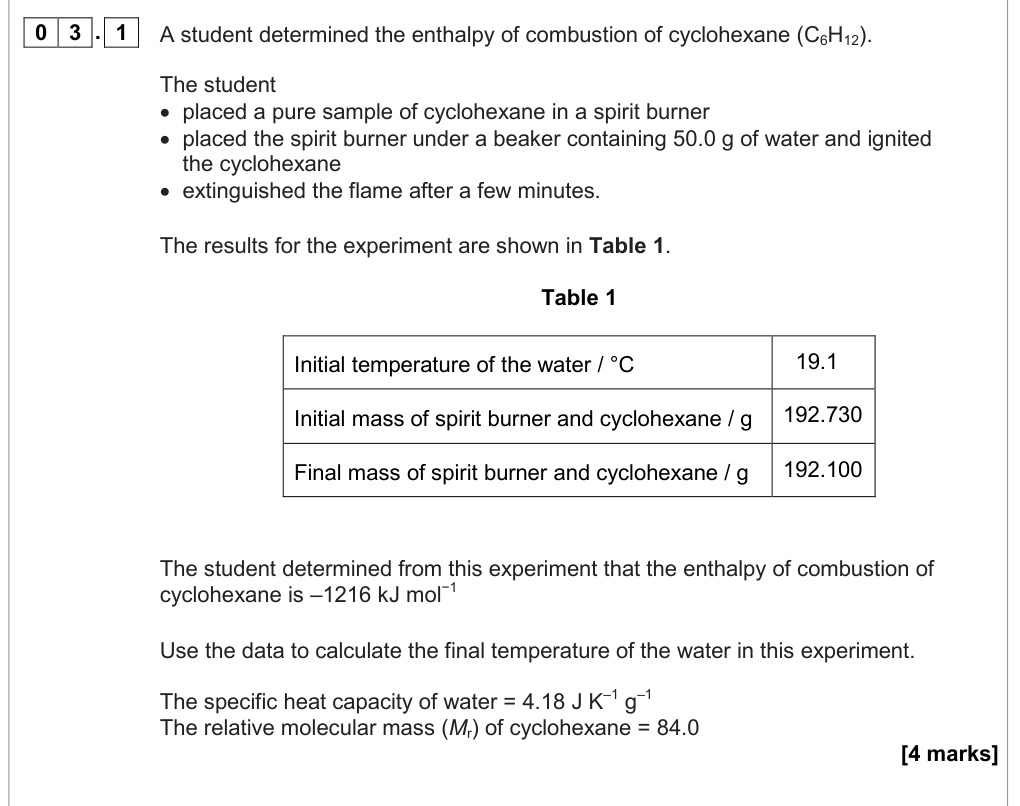 0 3 . 1 A student determined the enthalpy of combustion of cyclohexane (C₆H₁₂).
The student
• placed a pure sample of cyclohexane in a spirit burner
• placed the spirit burner under a beaker containing 50.0 g of water and ignited
the cyclohexane
• extinguished the flame after a few minutes.
The results for the experiment are shown in Table 1.
Table 1
Initial temperature of the water / °C 19.1
Initial mass of spirit burner and cyclohexane / g 192.730
Final mass of spirit burner and cyclohexane / g 192.100
The student determined from this experiment that the enthalpy of combustion of
cyclohexane is –1216 kJ mol⁻¹
Use the data to calculate the final temperature of the water in this experiment.
The specific heat capacity of water = 4.18 J K⁻¹ g⁻¹
The relative molecular mass (Mᵣ) of cyclohexane = 84.0
[4 marks]